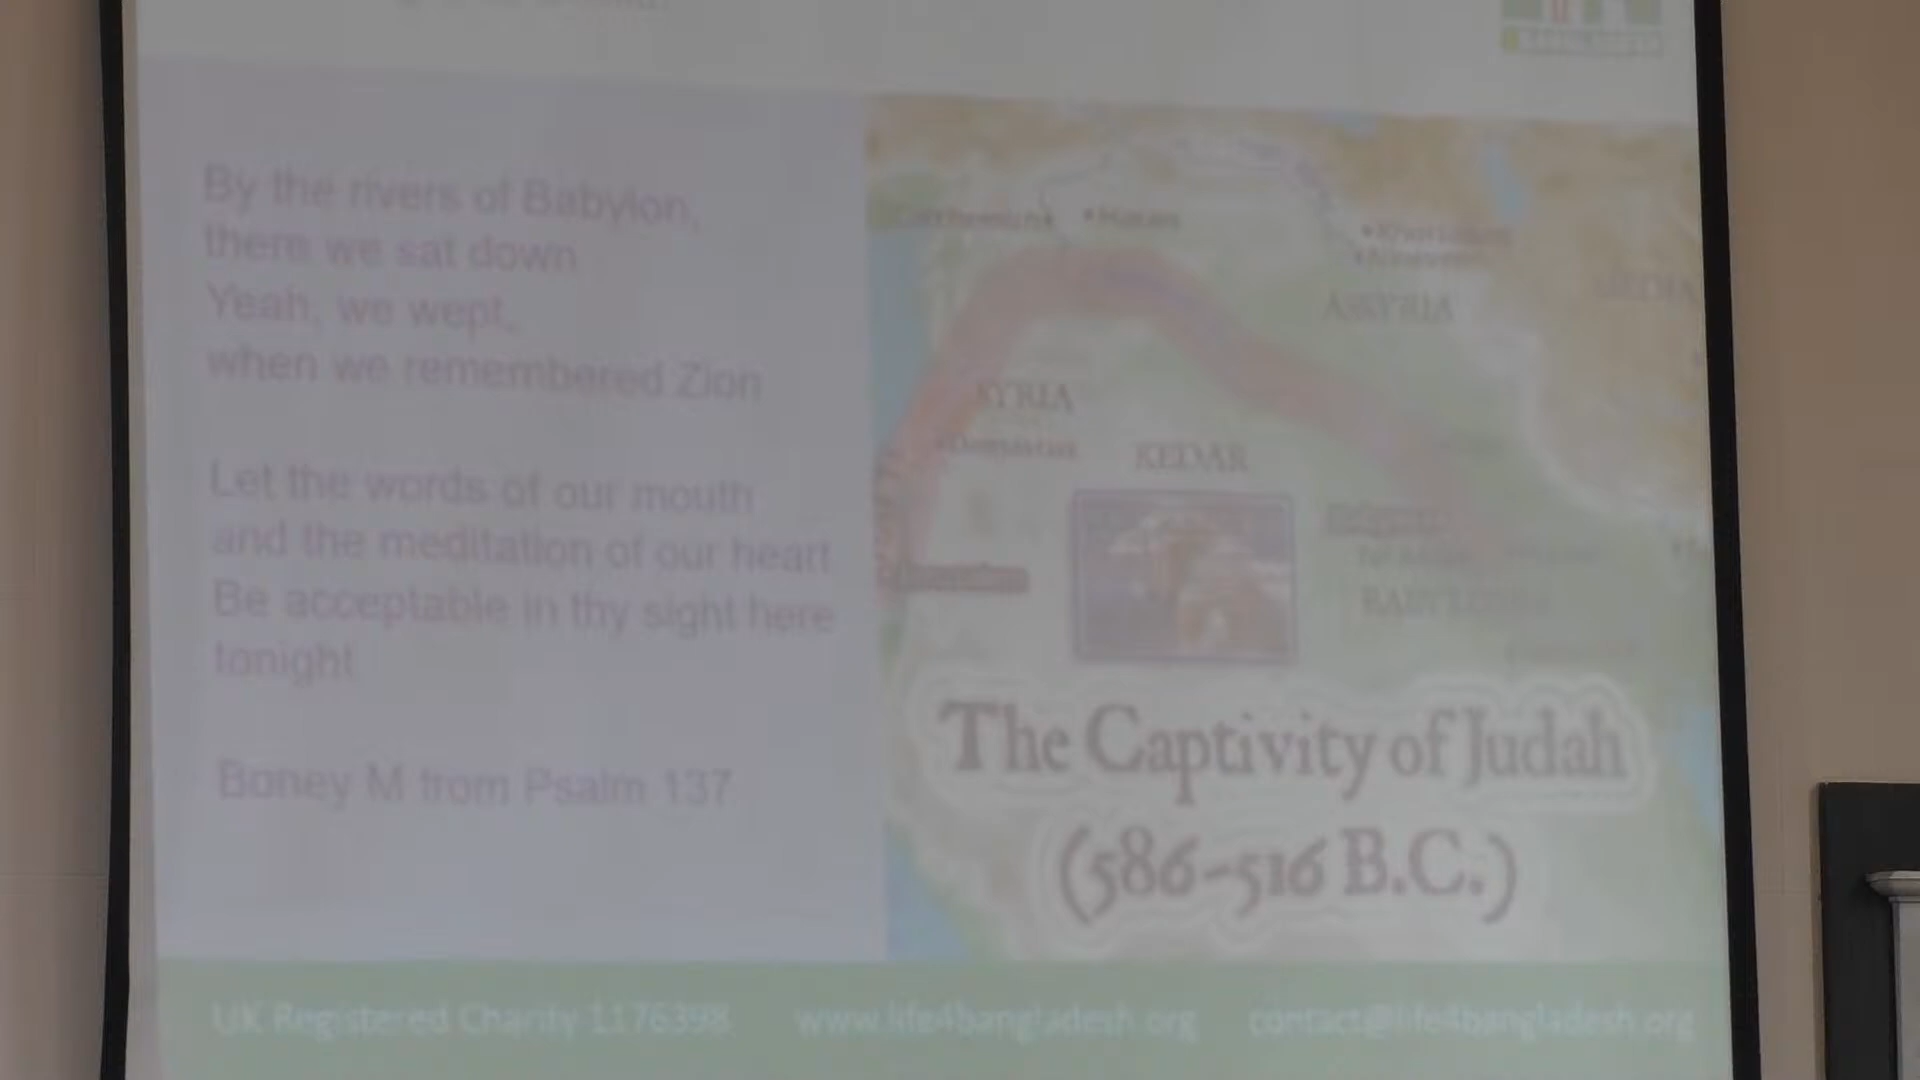 By the rivers of Babylon,
there we sat down
Yeah, we wept,
when we remembered Zion
Let the words of our mouth
and the meditation of our heart
Be acceptable in thy sight here
tonight
Boney M from Psalm 137
ASSYRIA
MEDIA
SYRIA
Damascus
KEDAR
BABYLONIA
The Captivity of Judah
(586-516 B.C.)
UK Registered Charity 1176398 www.life4bangladesh.org contact@life4bangladesh.org